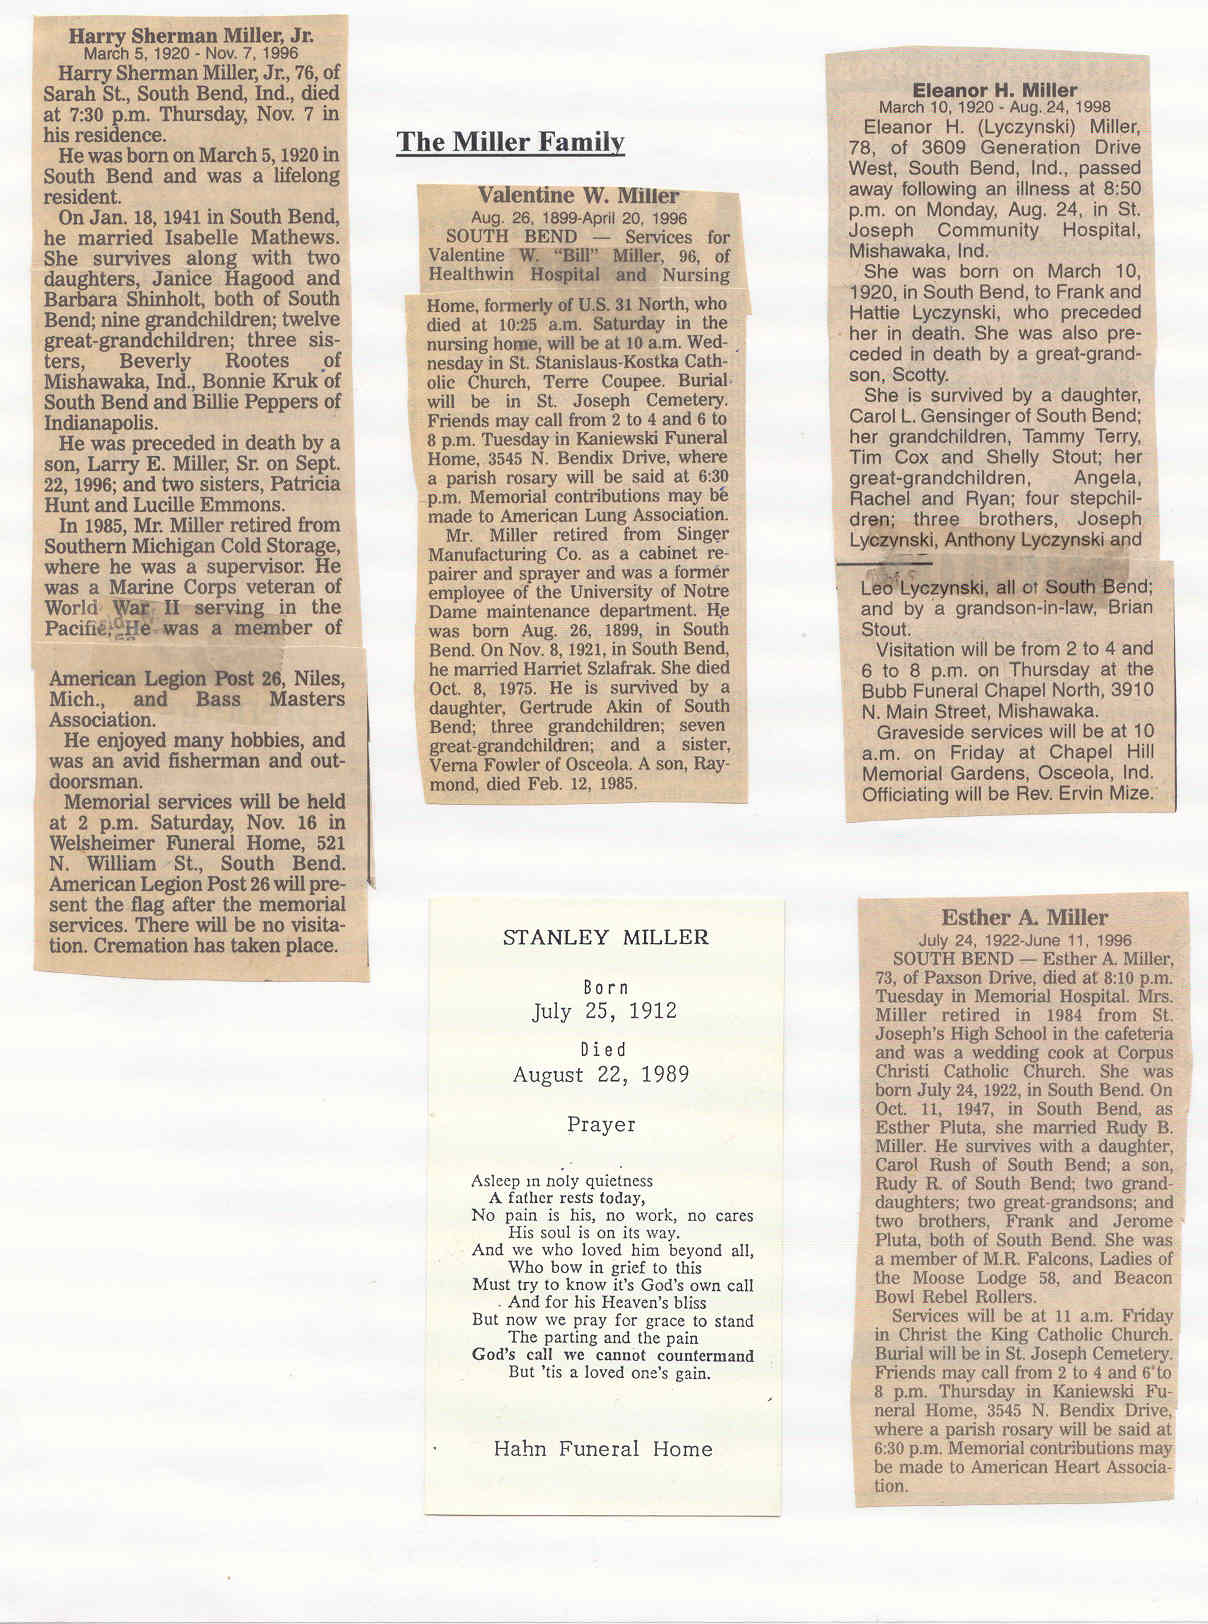 Harry Sherman Miller, Jr.
March 5, 1920 - Nov. 7, 1996
Harry Sherman Miller, Jr., 76, of
Sarah St., South Bend, Ind., died
at 7:30 p.m. Thursday, Nov. 7 in
his residence.
He was born on March 5, 1920 in
South Bend and was a lifelong
resident.
On Jan. 18, 1941 in South Bend,
he married Isabelle Mathews.
She survives along with two
daughters, Janice Hagood and
Barbara Shinholt, both of South
Bend; nine grandchildren; twelve
great-grandchildren; three sis-
ters, Beverly Rootes of
Mishawaka, Ind., Bonnie Kruk of
South Bend and Billie Peppers of
Indianapolis.
He was preceded in death by a
son, Larry E. Miller, Sr. on Sept.
22, 1996; and two sisters, Patricia
Hunt and Lucille Emmons.
In 1985, Mr. Miller retired from
Southern Michigan Cold Storage,
where he was a supervisor. He
was a Marine Corps veteran of
World War II serving in the
Pacific. He was a member of
American Legion Post 26, Niles,
Mich., and Bass Masters
Association.
He enjoyed many hobbies, and
was an avid fisherman and out-
doorsman.
Memorial services will be held
at 2 p.m. Saturday, Nov. 16 in
Welsheimer Funeral Home, 521
N. William St., South Bend.
American Legion Post 26 will pre-
sent the flag after the memorial
services. There will be no visita-
tion. Cremation has taken place.
The Miller Family
Valentine W. Miller
Aug. 26, 1899-April 20, 1996
SOUTH BEND — Services for
Valentine W. "Bill" Miller, 96, of
Healthwin Hospital and Nursing
Home, formerly of U.S. 31 North, who
died at 10:25 a.m. Saturday in the
nursing home, will be at 10 a.m. Wed-
nesday in St. Stanislaus-Kostka Cath-
olic Church, Terre Coupee. Burial
will be in St. Joseph Cemetery.
Friends may call from 2 to 4 and 6 to
8 p.m. Tuesday in Kaniewski Funeral
Home, 3545 N. Bendix Drive, where
a parish rosary will be said at 6:30
p.m. Memorial contributions may be
made to American Lung Association.
Mr. Miller retired from Singer
Manufacturing Co. as a cabinet re-
pairer and sprayer and was a former
employee of the University of Notre
Dame maintenance department. He
was born Aug. 26, 1899, in South
Bend. On Nov. 8, 1921, in South Bend,
he married Harriet Szlafrak. She died
Oct. 8, 1975. He is survived by a
daughter, Gertrude Akin of South
Bend; three grandchildren; seven
great-grandchildren; and a sister,
Verna Fowler of Osceola. A son, Ray-
mond, died Feb. 12, 1985.
Eleanor H. Miller
March 10, 1920 - Aug. 24, 1998
Eleanor H. (Lyczynski) Miller,
78, of 3609 Generation Drive
West, South Bend, Ind., passed
away following an illness at 8:50
p.m. on Monday, Aug. 24, in St.
Joseph Community Hospital,
Mishawaka, Ind.
She was born on March 10,
1920, in South Bend, to Frank and
Hattie Lyczynski, who preceded
her in death. She was also pre-
ceded in death by a great-grand-
son, Scotty.
She is survived by a daughter,
Carol L. Gensinger of South Bend;
her grandchildren, Tammy Terry,
Tim Cox and Shelly Stout; her
great-grandchildren, Angela,
Rachel and Ryan; four stepchil-
dren; three brothers, Joseph
Lyczynski, Anthony Lyczynski and
Leo Lyczynski, all of South Bend;
and by a grandson-in-law, Brian
Stout.
Visitation will be from 2 to 4 and
6 to 8 p.m. on Thursday at the
Bubb Funeral Chapel North, 3910
N. Main Street, Mishawaka.
Graveside services will be at 10
a.m. on Friday at Chapel Hill
Memorial Gardens, Osceola, Ind.
Officiating will be Rev. Ervin Mize.
STANLEY MILLER
Born
July 25, 1912
Died
August 22, 1989
Prayer
Asleep in holy quietness
A father rests today,
No pain is his, no work, no cares
His soul is on its way.
And we who loved him beyond all,
Who bow in grief to this
Must try to know it's God's own call
And for his Heaven's bliss
But now we pray for grace to stand
The parting and the pain
God's call we cannot countermand
But 'tis a loved one's gain.
Hahn Funeral Home
Esther A. Miller
July 24, 1922-June 11, 1996
SOUTH BEND — Esther A. Miller,
73, of Paxson Drive, died at 8:10 p.m.
Tuesday in Memorial Hospital. Mrs.
Miller retired in 1984 from St.
Joseph's High School in the cafeteria
and was a wedding cook at Corpus
Christi Catholic Church. She was
born July 24, 1922, in South Bend. On
Oct. 11, 1947, in South Bend, as
Esther Pluta, she married Rudy B.
Miller. He survives with a daughter,
Carol Rush of South Bend; a son,
Rudy R. of South Bend; two grand-
daughters; two great-grandsons; and
two brothers, Frank and Jerome
Pluta, both of South Bend. She was
a member of M.R. Falcons, Ladies of
the Moose Lodge 58, and Beacon
Bowl Rebel Rollers.
Services will be at 11 a.m. Friday
in Christ the King Catholic Church.
Burial will be in St. Joseph Cemetery.
Friends may call from 2 to 4 and 6 to
8 p.m. Thursday in Kaniewski Fu-
neral Home, 3545 N. Bendix Drive,
where a parish rosary will be said at
6:30 p.m. Memorial contributions may
be made to American Heart Associa-
tion.